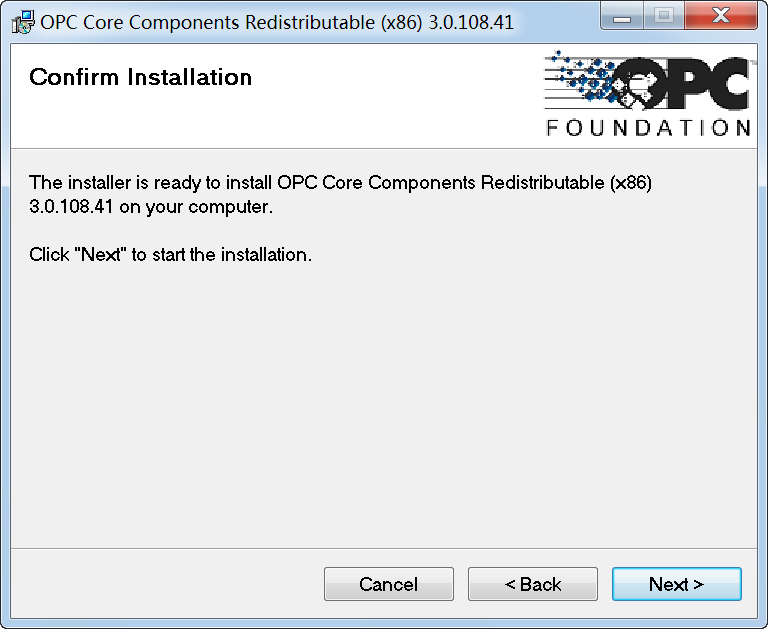 OPC Core Components Redistributable (x86) 3.0.108.41
Confirm Installation
OPC
FOUNDATION
The installer is ready to install OPC Core Components Redistributable (x86)
3.0.108.41 on your computer.
Click "Next" to start the installation.
Cancel
< Back
Next >